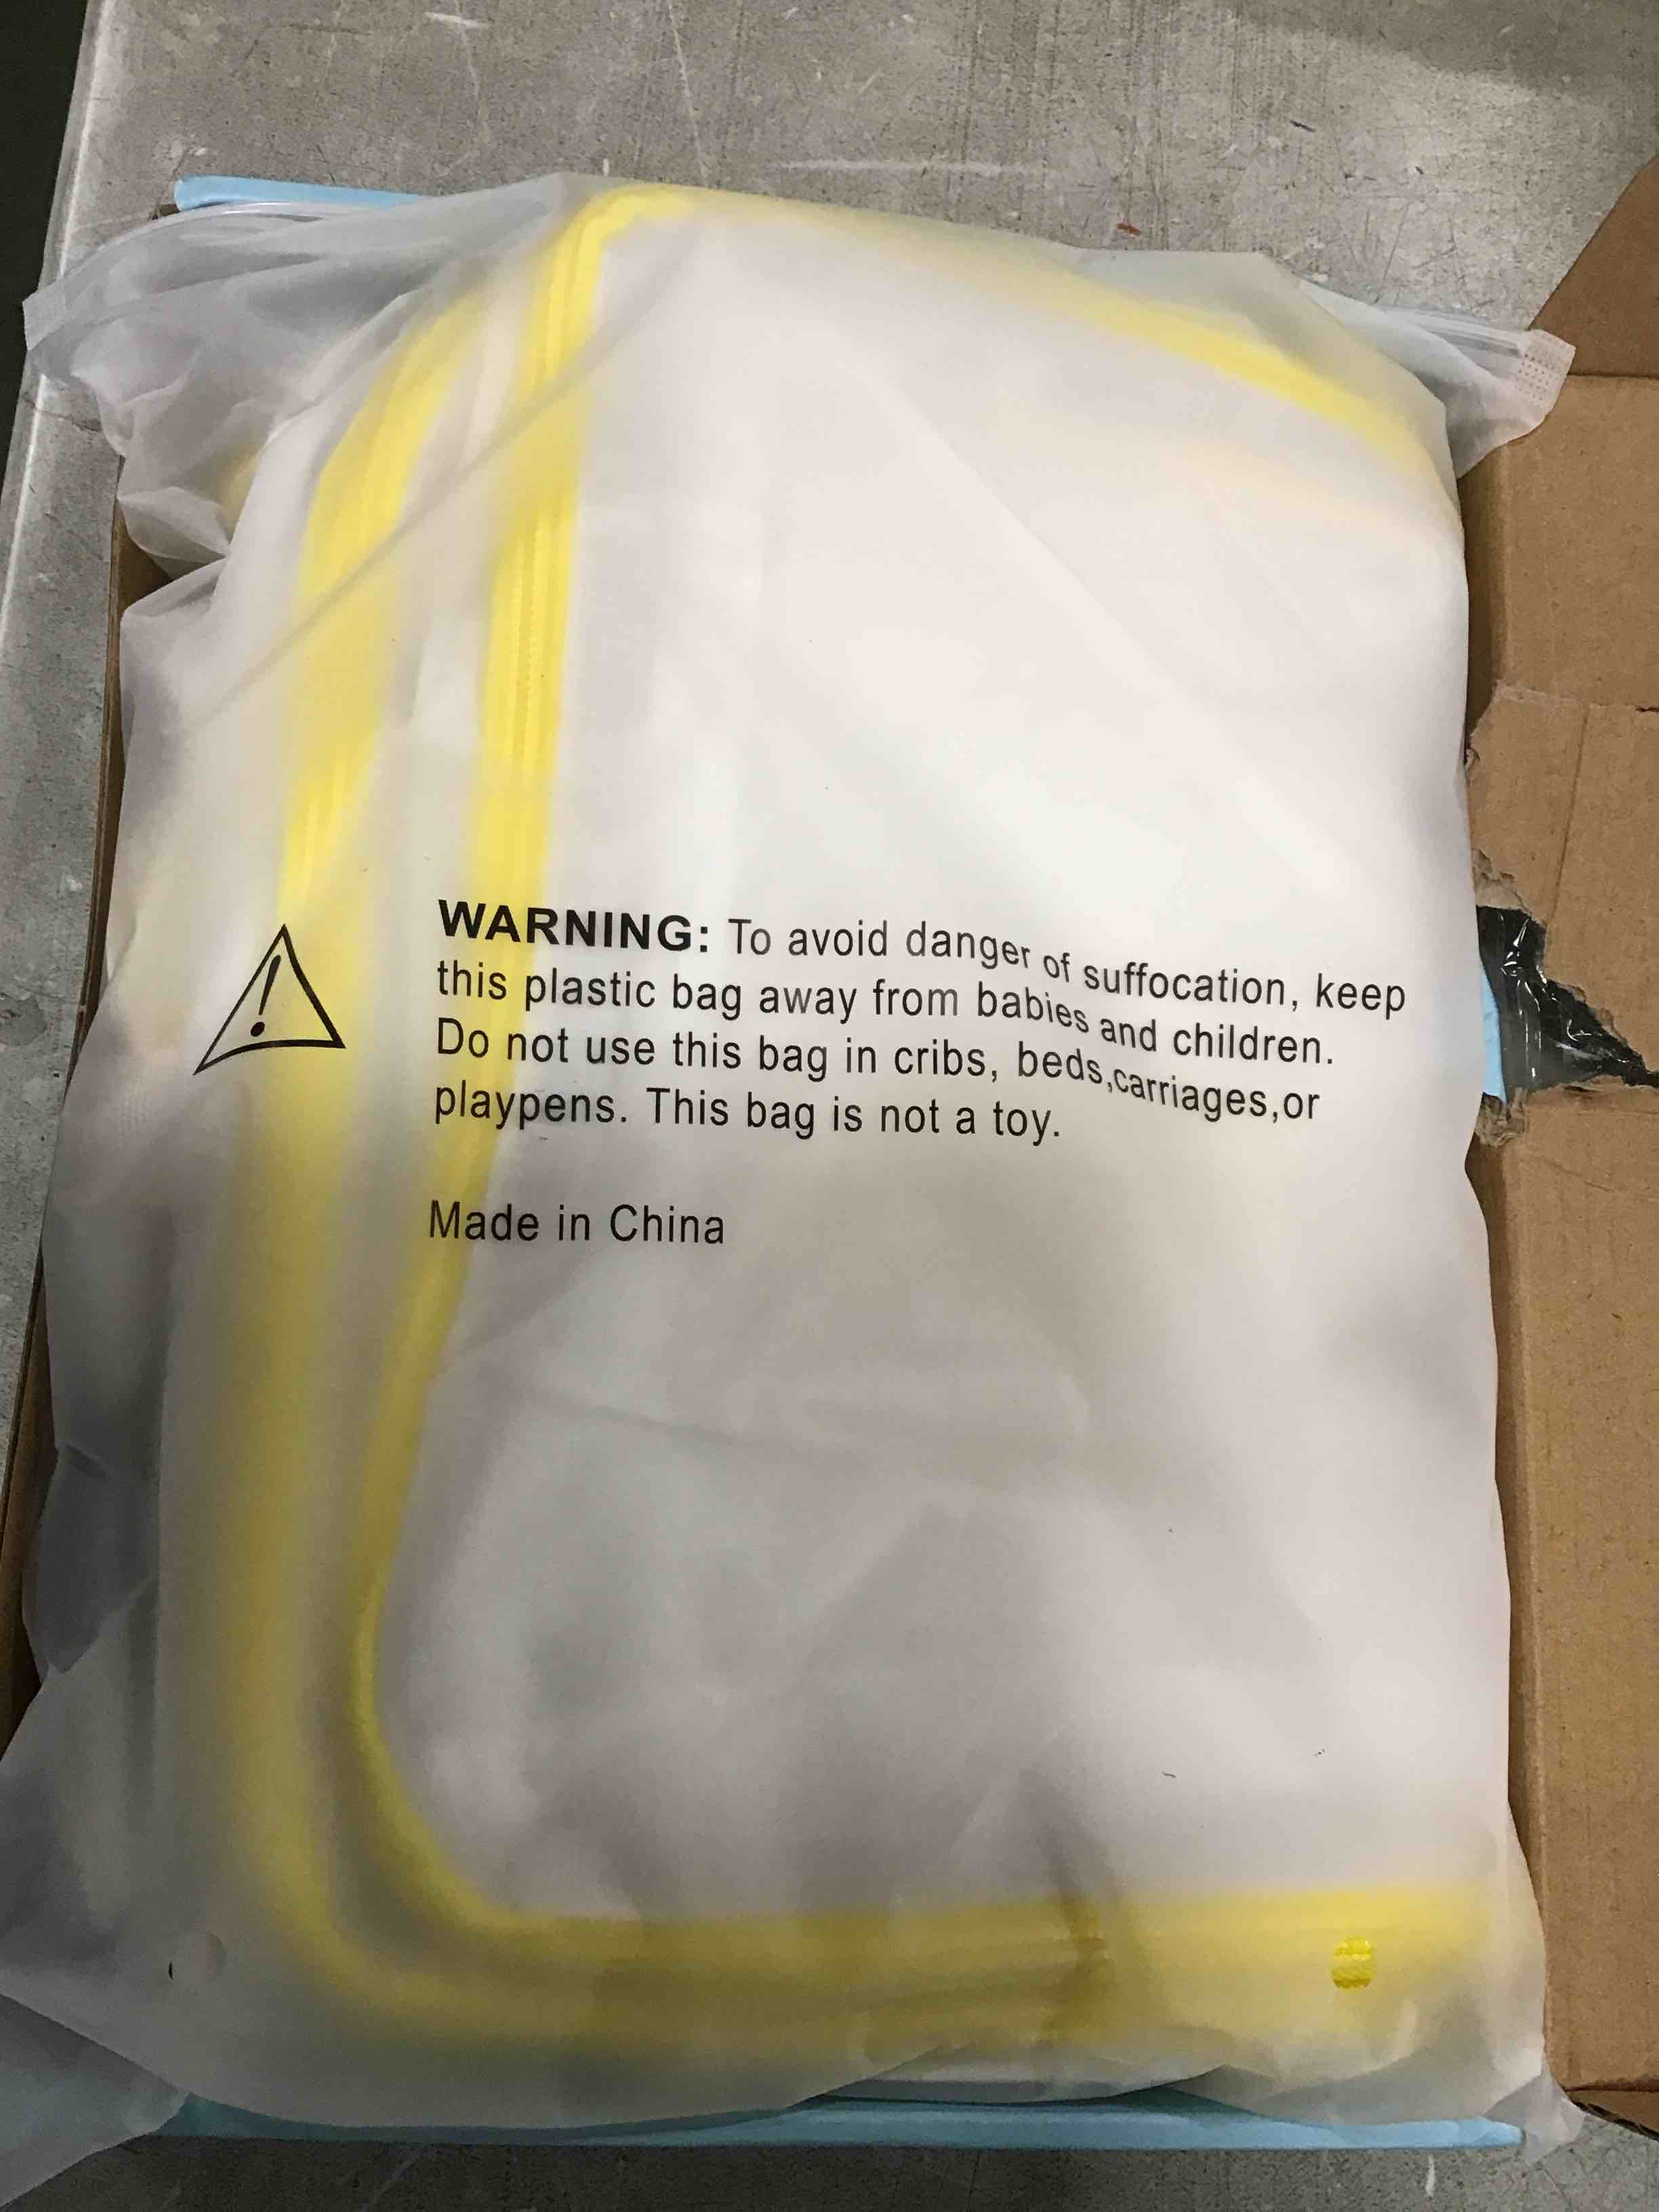 WARNING: To avoid danger of suffocation, keep
this plastic bag away from babies and children.
Do not use this bag in cribs, beds,carriages,or
playpens. This bag is not a toy.
Made in China